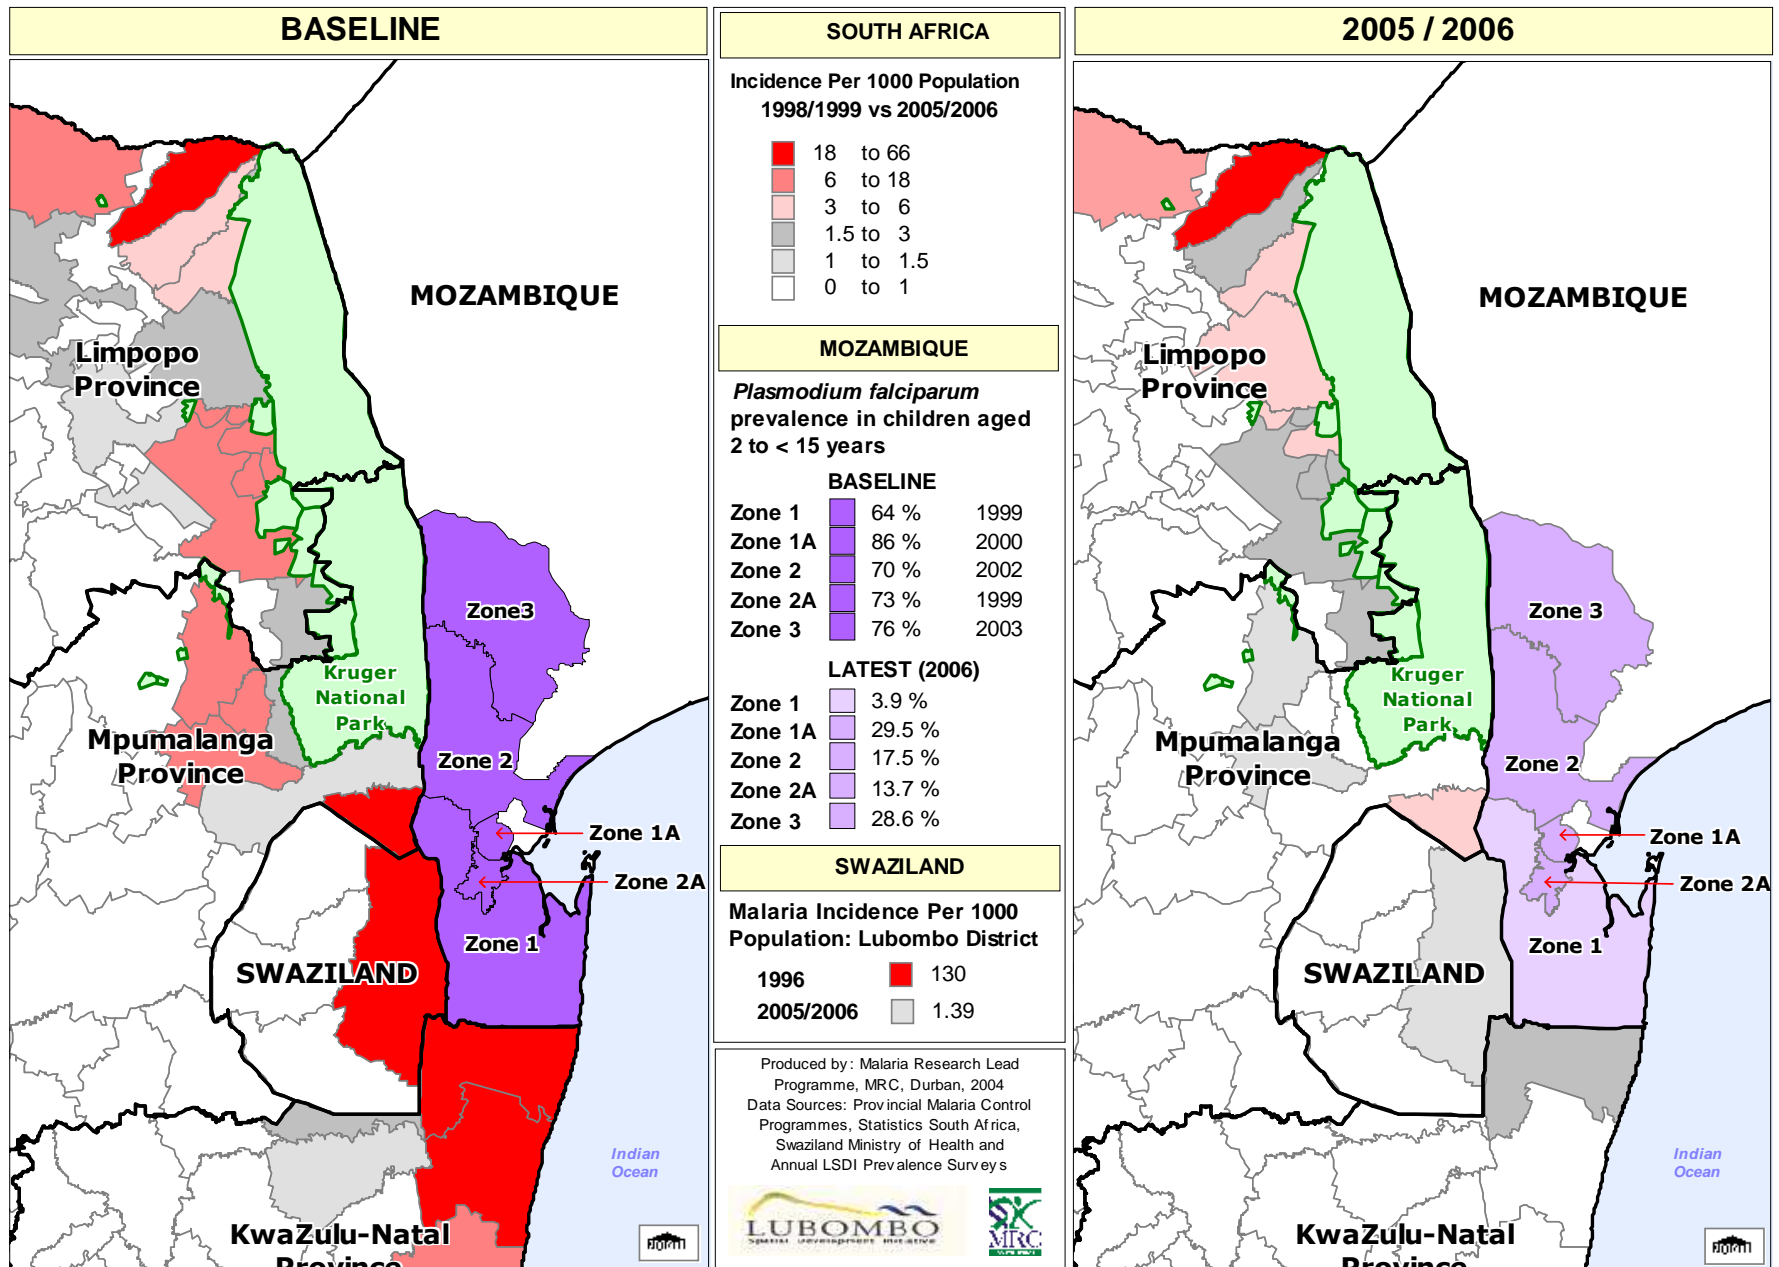 BASELINE
MOZAMBIQUE
Limpopo
Province
Zone3
Kruger
National
Park
Zone 2
Mpumalanga
Province
Zone 1A
Zone 2A
Zone 1
SWAZILAND
Indian
Ocean
KwaZulu-Natal
Province
SOUTH AFRICA
Incidence Per 1000 Population
1998/1999 vs 2005/2006
18 to 66
6 to 18
3 to 6
1.5 to 3
1 to 1.5
0 to 1
MOZAMBIQUE
Plasmodium falciparum
prevalence in children aged
2 to < 15 years
BASELINE
Zone 1 64 % 1999
Zone 1A 86 % 2000
Zone 2 70 % 2002
Zone 2A 73 % 1999
Zone 3 76 % 2003
LATEST (2006)
Zone 1 3.9 %
Zone 1A 29.5 %
Zone 2 17.5 %
Zone 2A 13.7 %
Zone 3 28.6 %
SWAZILAND
Malaria Incidence Per 1000
Population: Lubombo District
1996 130
2005/2006 1.39
Produced by: Malaria Research Lead
Programme, MRC, Durban, 2004
Data Sources: Provincial Malaria Control
Programmes, Statistics South Africa,
Swaziland Ministry of Health and
Annual LSDI Prevalence Surveys
LUBOMBO
Spatial Development Initiative
MRC
2005 / 2006
MOZAMBIQUE
Limpopo
Province
Zone 3
Kruger
National
Park
Zone 2
Mpumalanga
Province
Zone 1A
Zone 2A
Zone 1
SWAZILAND
Indian
Ocean
KwaZulu-Natal
Province